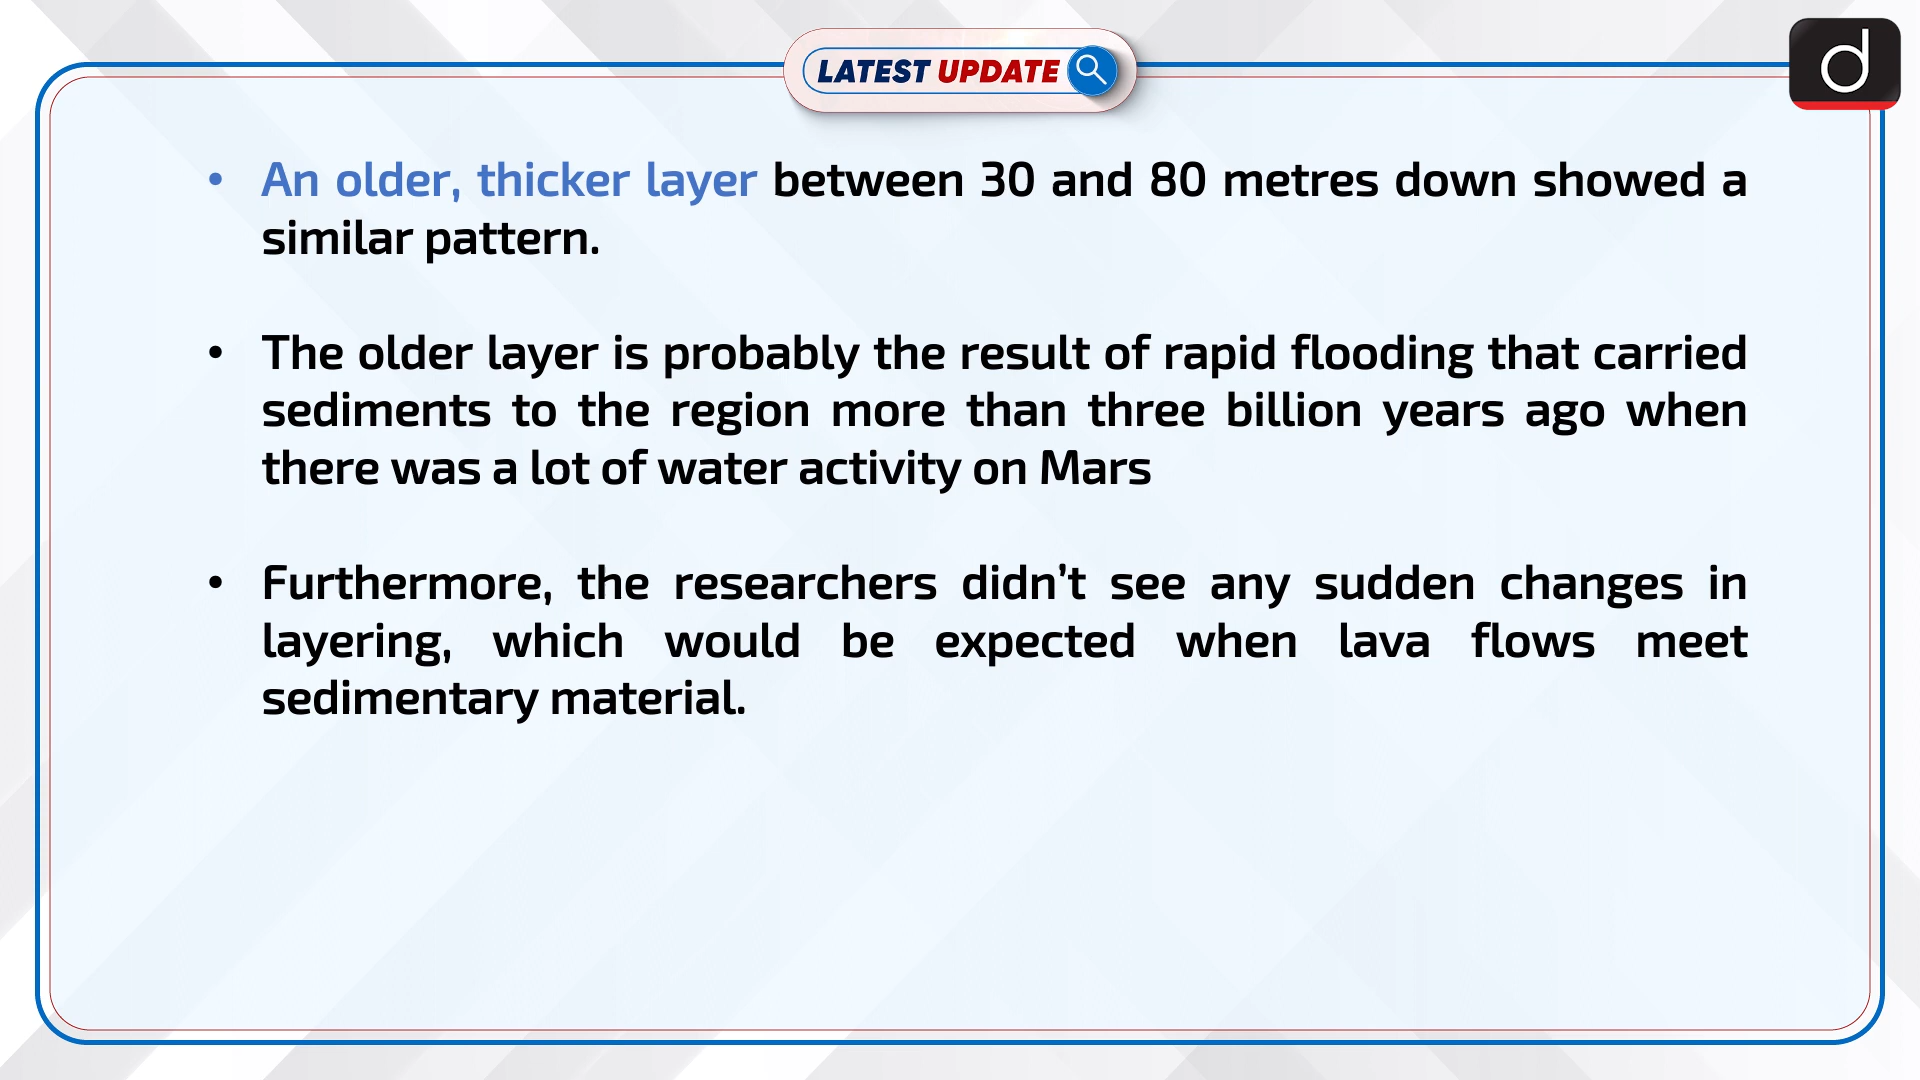 LATEST UPDATE
d
• An older, thicker layer between 30 and 80 metres down showed a
similar pattern.
• The older layer is probably the result of rapid flooding that carried
sediments to the region more than three billion years ago when
there was a lot of water activity on Mars
• Furthermore, the researchers didn’t see any sudden changes in
layering, which would be expected when lava flows meet
sedimentary material.